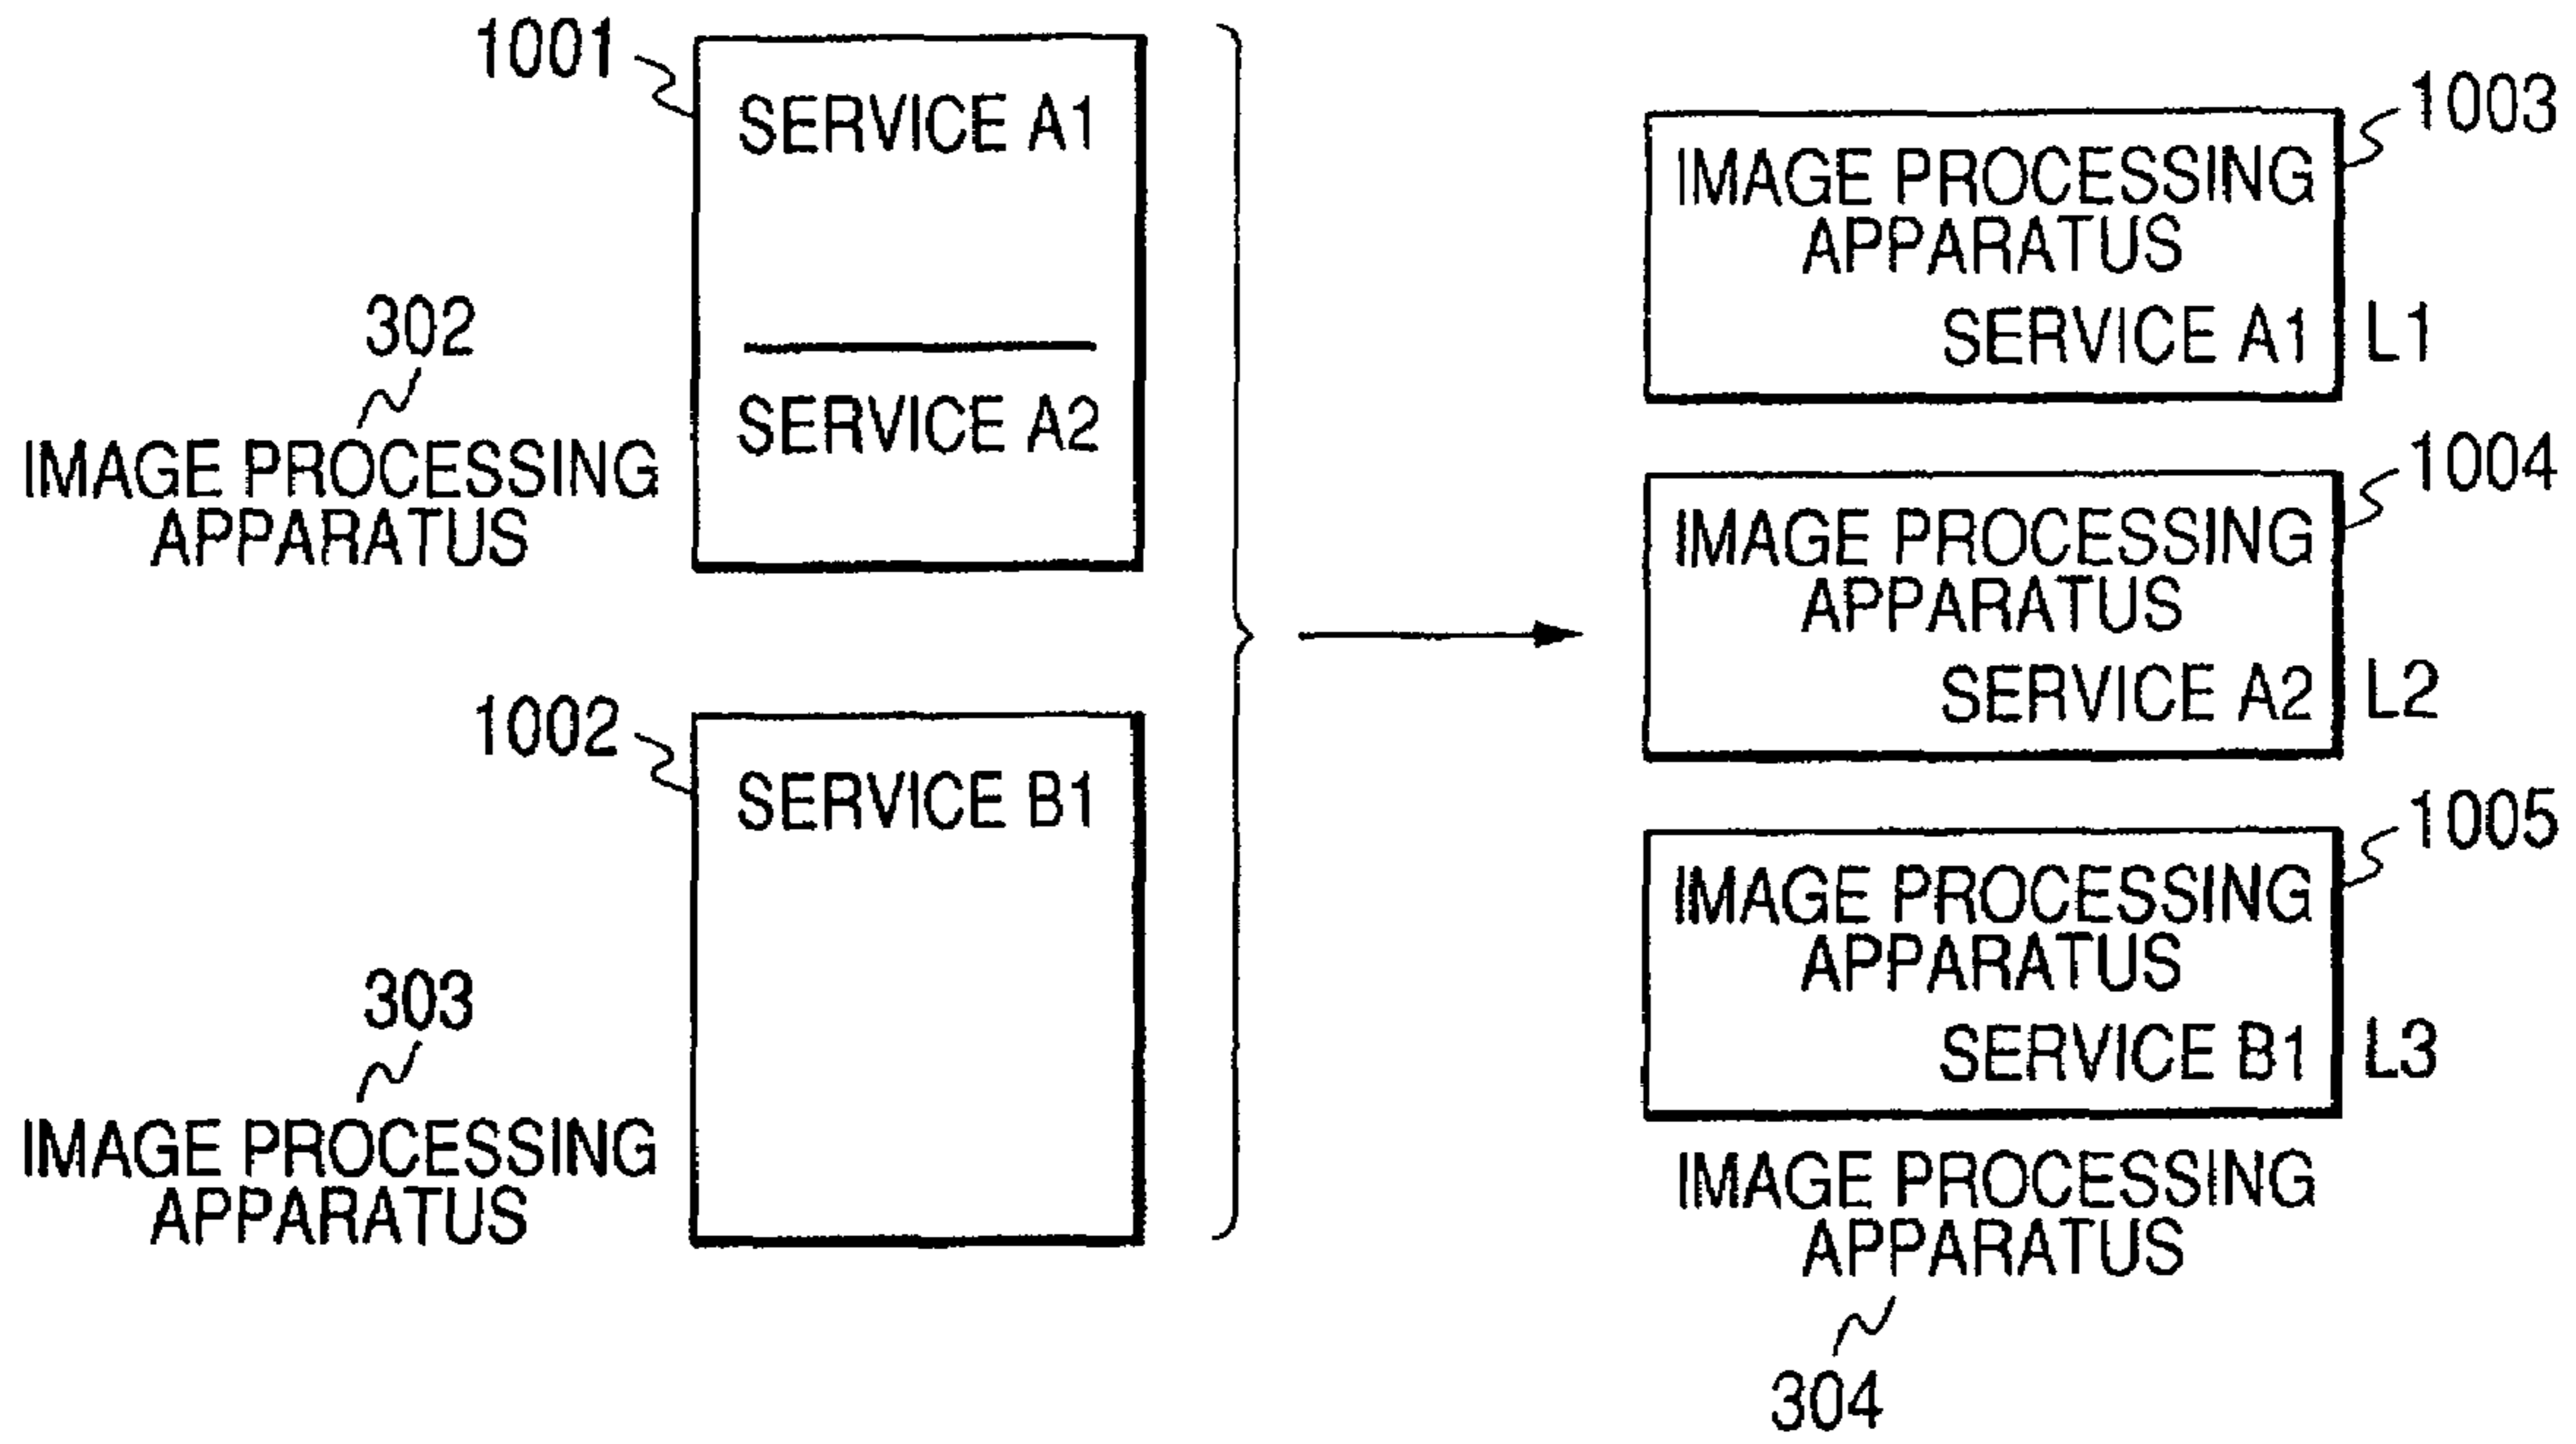 1001
SERVICE A1
302
IMAGE PROCESSING
APPARATUS
SERVICE A2
1002
SERVICE B1
303
IMAGE PROCESSING
APPARATUS
1003
IMAGE PROCESSING
APPARATUS
SERVICE A1
L1
1004
IMAGE PROCESSING
APPARATUS
SERVICE A2
L2
1005
IMAGE PROCESSING
APPARATUS
SERVICE B1
L3
IMAGE PROCESSING
APPARATUS
304